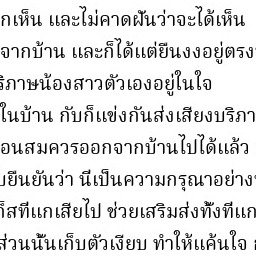 กเห็น และไม่คาดฝันว่าจะได้เห็น
จากบ้าน และก็ได้แต่ยืนงงอยู่ตรง
ริภาษน้องสาวตัวเองอยู่ในใจ
ในบ้าน กับก็แข่งกันส่งเสียงบริภา
อนสมควรออกจากบ้านไปได้แล้ว
ยืนยันว่า นี่เป็นความกรุณาอย่าง
ก็สที่แกเสียไป ช่วยเสริมส่งทั้งที่แก
ส่วนนั้นเก็บตัวเงียบ ทำให้แค้นใจ